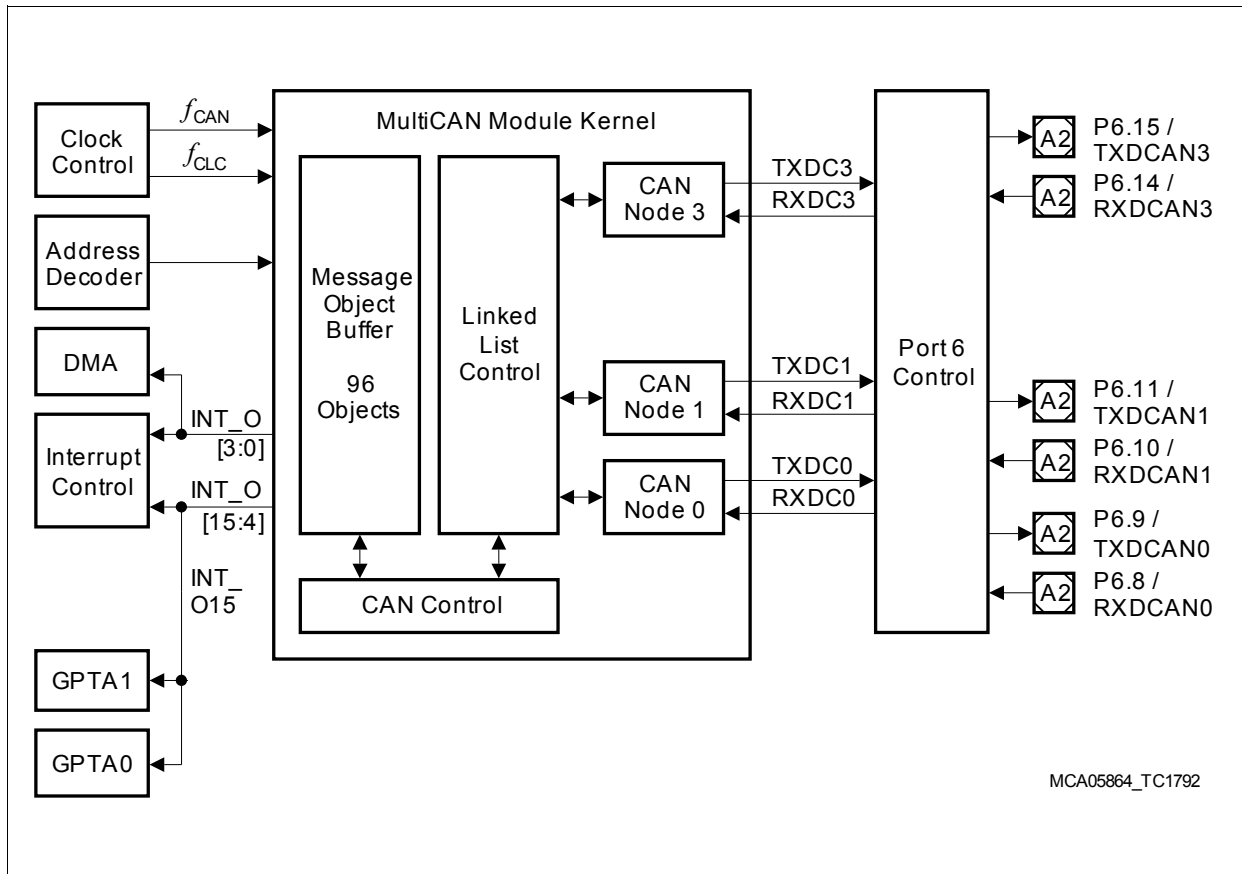 Clock
Control
f CAN
f CLC
Address
Decoder
DMA
Interrupt
Control
INT_O
[3:0]
INT_O
[15:4]
INT_
O15
GPTA1
GPTA0
MultiCAN Module Kernel
Message
Object
Buffer
96
Objects
Linked
List
Control
CAN Control
CAN
Node 3
CAN
Node 1
CAN
Node 0
TXDC3
RXDC3
TXDC1
RXDC1
TXDC0
RXDC0
Port 6
Control
A2
P6.15 /
TXDCAN3
A2
P6.14 /
RXDCAN3
A2
P6.11 /
TXDCAN1
A2
P6.10 /
RXDCAN1
A2
P6.9 /
TXDCAN0
A2
P6.8 /
RXDCAN0
MCA05864_TC1792